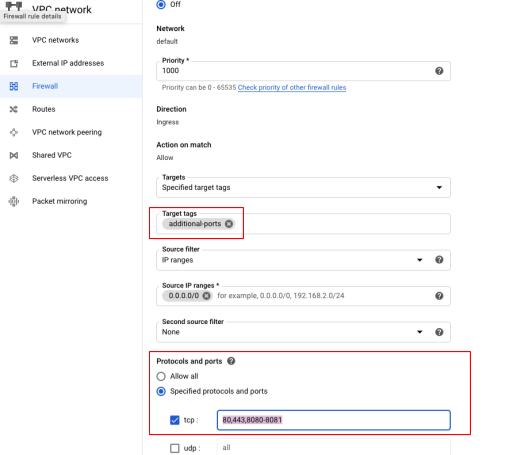 VPC network
Firewall rule details
VPC networks
External IP addresses
Firewall
Routes
VPC network peering
Shared VPC
Serverless VPC access
Packet mirroring
Off
Network
default
Priority *
1000
Priority can be 0 - 65535 Check priority of other firewall rules
Direction
Ingress
Action on match
Allow
Targets
Specified target tags
Target tags
additional-ports
Source filter
IP ranges
Source IP ranges *
0.0.0.0/0 for example, 0.0.0.0/0, 192.168.2.0/24
Second source filter
None
Protocols and ports
Allow all
Specified protocols and ports
tcp :
80,443,8080-8081
udp :
all